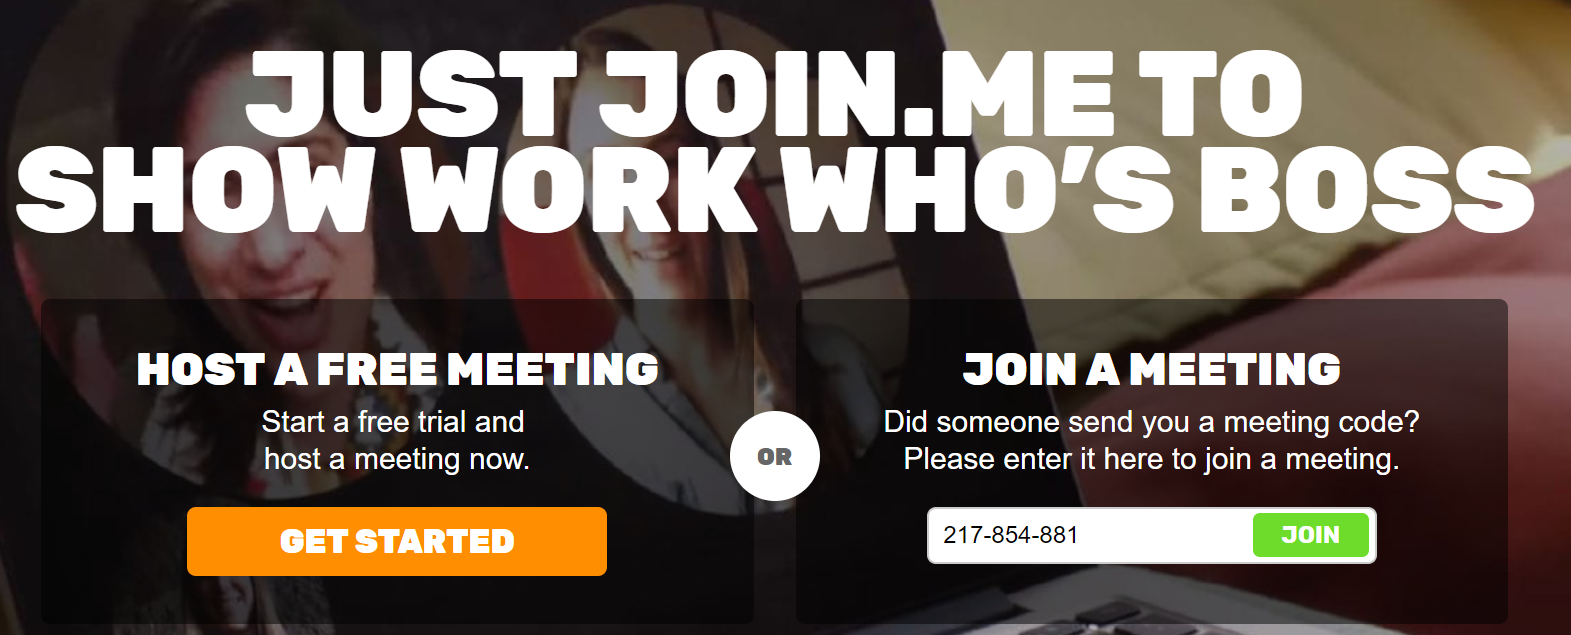 JUST JOIN.ME TO
SHOW WORK WHO'S BOSS
HOST A FREE MEETING
Start a free trial and
host a meeting now.
GET STARTED
OR
JOIN A MEETING
Did someone send you a meeting code?
Please enter it here to join a meeting.
217-854-881
JOIN